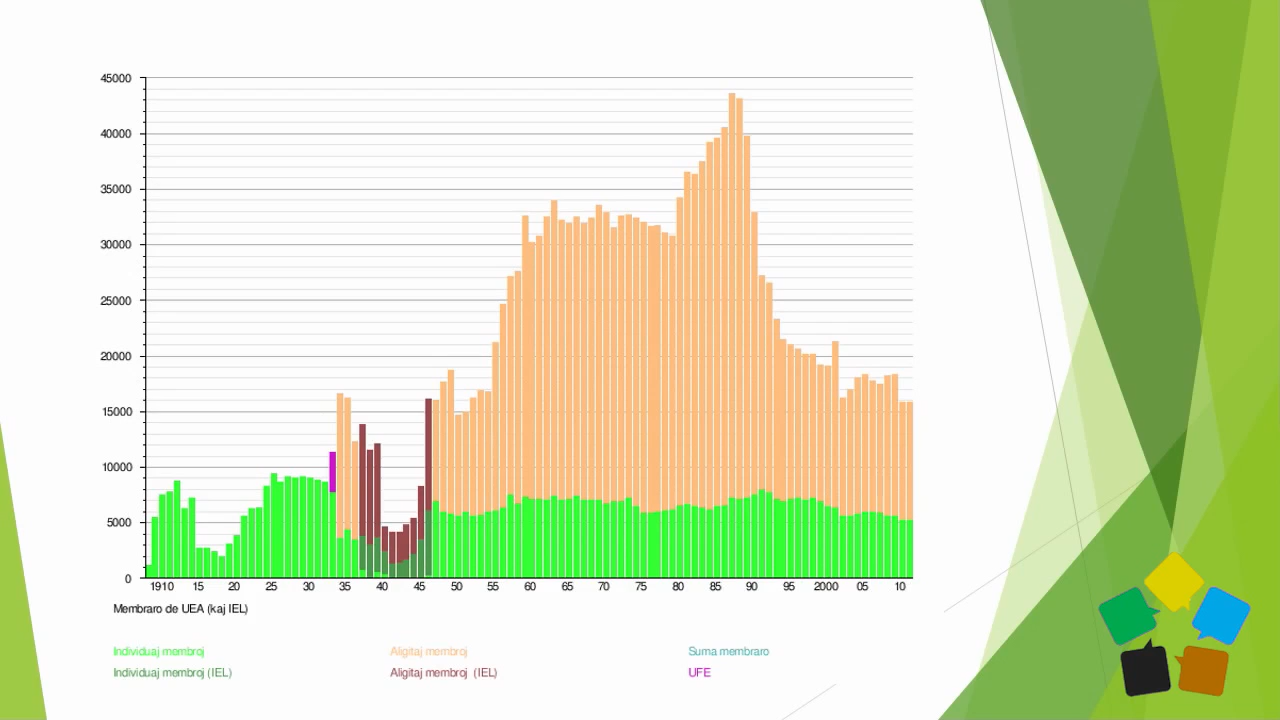 45000
40000
35000
30000
25000
20000
15000
10000
5000
0
1910 15 20 25 30 35 40 45 50 55 60 65 70 75 80 85 90 95 2000 05 10
Membraro de UEA (kaj IEL)
Individuaj membroj Aligitaj membroj Suma membraro
Individuaj membroj (IEL) Aligitaj membroj (IEL) UFE